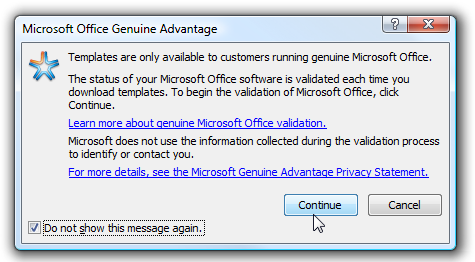 Microsoft Office Genuine Advantage
Templates are only available to customers running genuine Microsoft Office.
The status of your Microsoft Office software is validated each time you
download templates. To begin the validation of Microsoft Office, click
Continue.
Learn more about genuine Microsoft Office validation.
Microsoft does not use the information collected during the validation process
to identify or contact you.
For more details, see the Microsoft Genuine Advantage Privacy Statement.
Continue
Cancel
Do not show this message again.